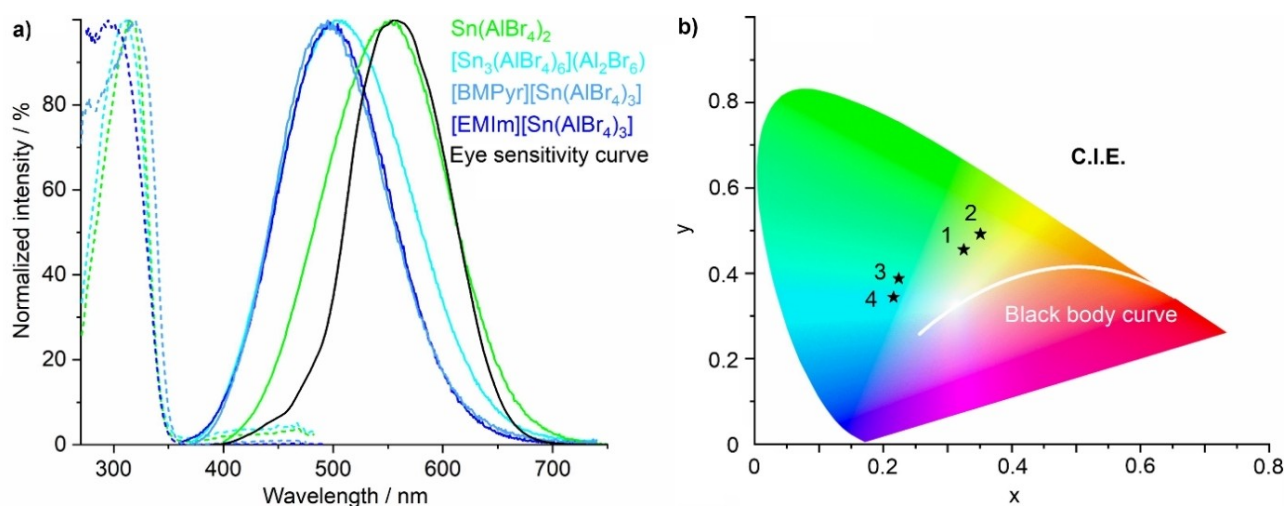 a)
Normalized intensity / %
80
60
40
20
0
300
400
500
600
700
Wavelength / nm
Sn(AlBr₄)₂
[Sn₃(AlBr₄)₆](Al₂Br₆)
[BMPyr][Sn(AlBr₄)₃]
[EMIm][Sn(AlBr₄)₃]
Eye sensitivity curve
b)
C.I.E.
y
0.8
0.6
0.4
0.2
0
0
0.2
0.4
0.6
0.8
x
2
1
3
4
Black body curve